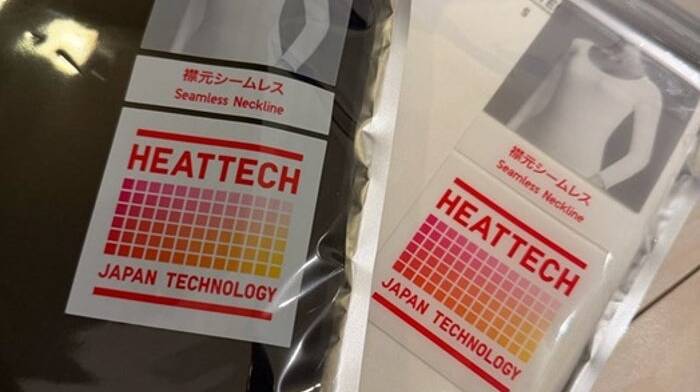 襟元シームレス
Seamless Neckline
HEATTECH
JAPAN TECHNOLOGY
S
襟元シームレス
Seamless Neckline
HEATTECH
JAPAN TECHNOLOGY